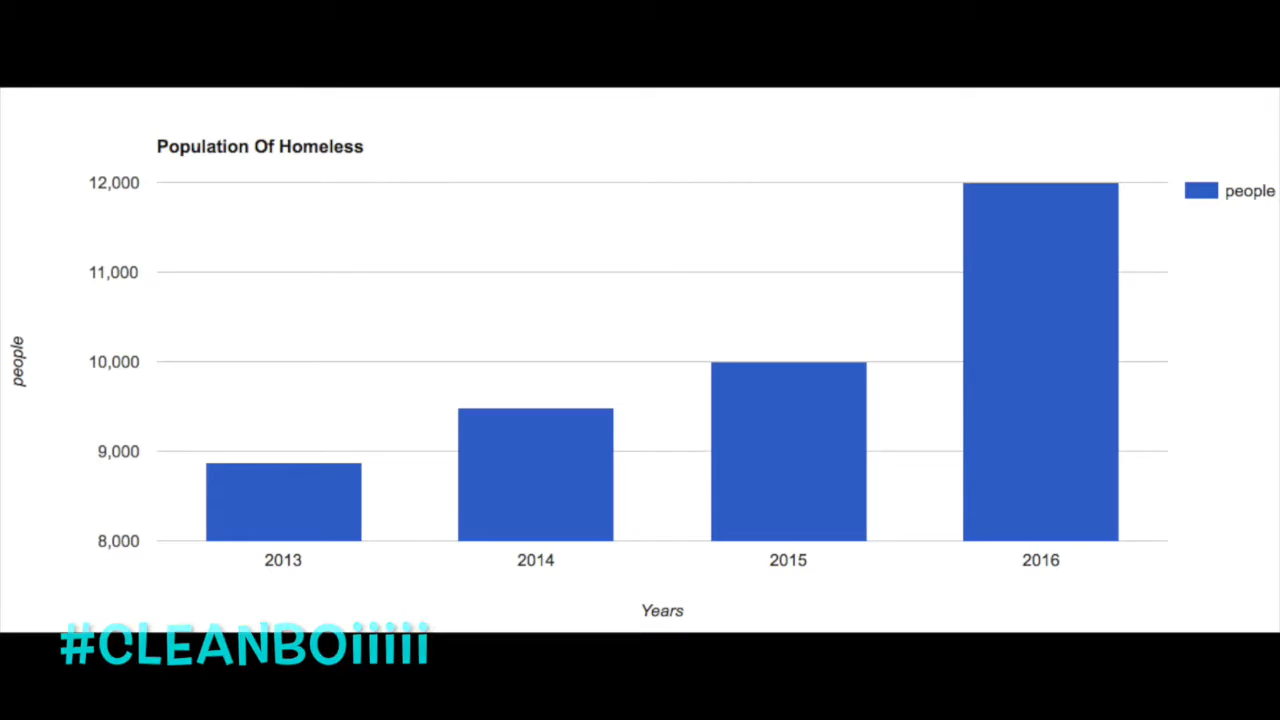 Population Of Homeless
12,000
people
11,000
10,000
people
9,000
8,000
2013 2014 2015 2016
Years
#CLEANBOiiiii